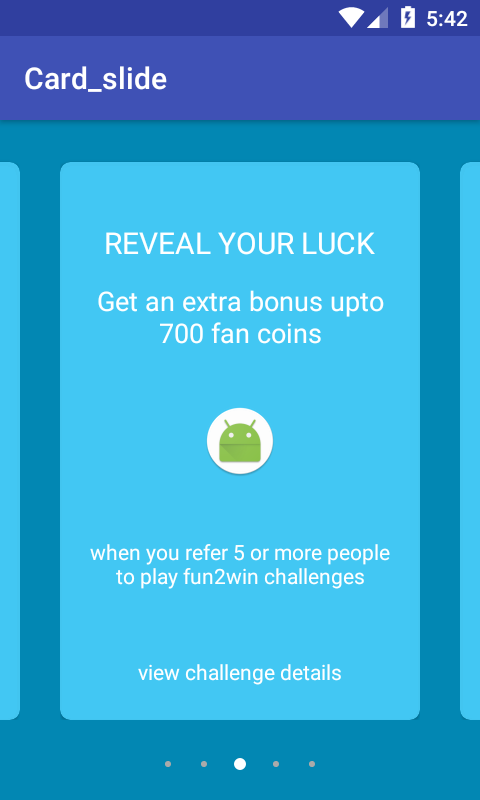 5:42
Card_slide
REVEAL YOUR LUCK
Get an extra bonus upto
700 fan coins
when you refer 5 or more people
to play fun2win challenges
view challenge details